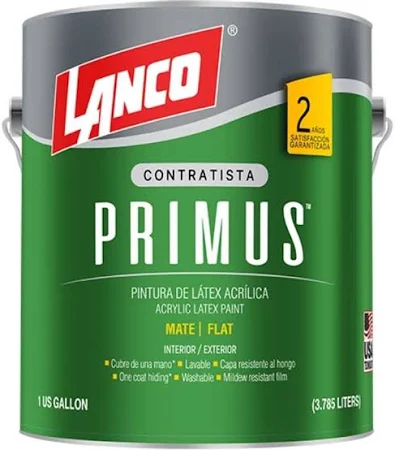 LANCO®
2
AÑOS
SATISFACCIÓN
GARANTIZADA
CONTRATISTA
PRIMUS™
PINTURA DE LÁTEX ACRÍLICA
ACRYLIC LATEX PAINT
MATE | FLAT
INTERIOR / EXTERIOR
• Cubre de una mano* • Lavable • Capa resistente al hongo
• One coat hiding* • Washable • Mildew resistant film
1 US GALLON
(3.785 LITERS)